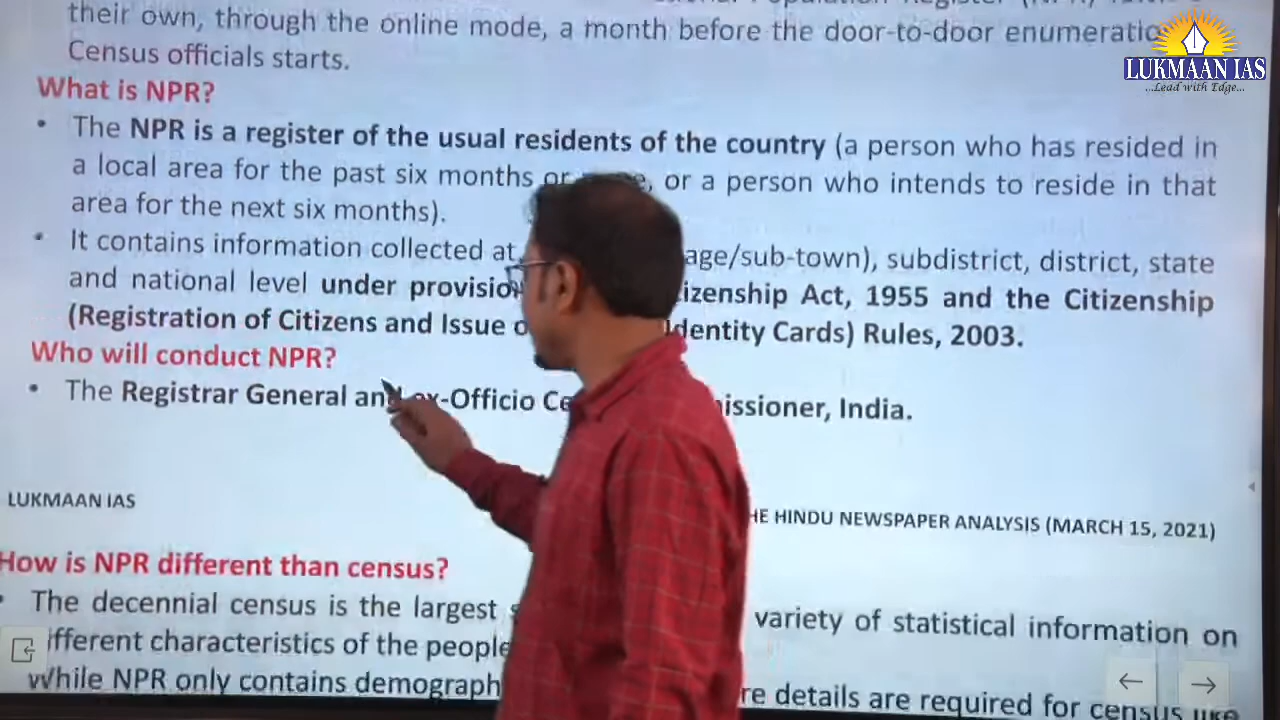 their own, through the online mode, a month before the door-to-door
Census officials starts.
What is NPR?
• The NPR is a register of the usual residents of the country (a person who has resided in
a local area for the past six months or or a person who intends to reside in that
area for the next six months).
• It contains information collected at age/sub-town), subdistrict, district, state
and national level under provisio izenship Act, 1955 and the Citizenship
(Registration of Citizens and Issue o Identity Cards) Rules, 2003.
Who will conduct NPR?
• The Registrar General and ex-Officio Ce issioner, India.
LUKMAAN IAS
HE HINDU NEWSPAPER ANALYSIS (MARCH 15, 2021)
How is NPR different than census?
• The decennial census is the largest variety of statistical information on
ifferent characteristics of the people
While NPR only contains demograph re details are required for census like
LUKMAAN IAS
...Lead with Edge...